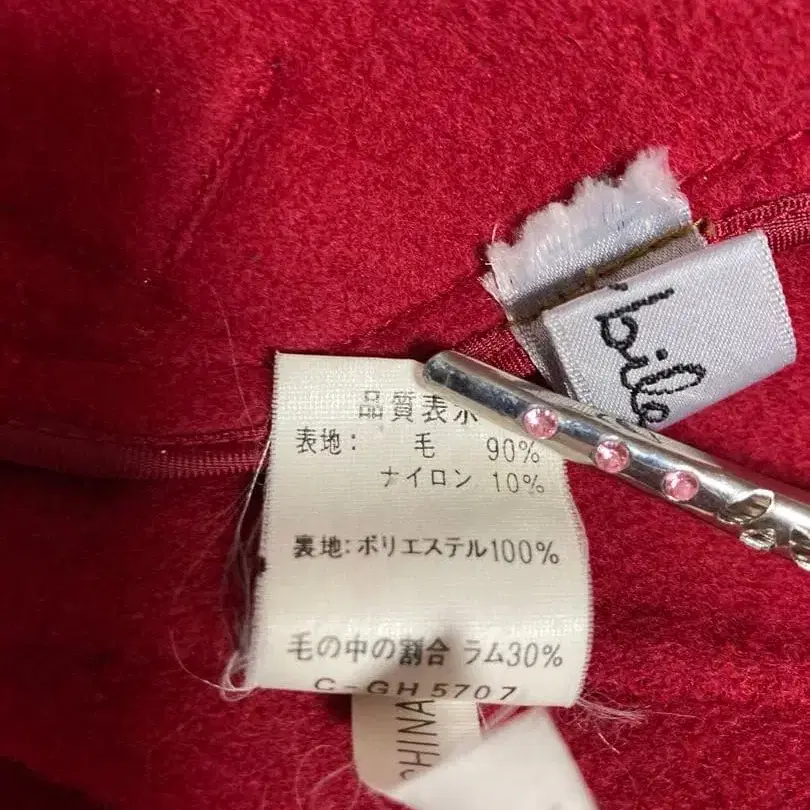 品質表示
表地: 毛 90%
ナイロン 10%
裏地:ポリエステル100%
毛の中の割合 ラム30%
C-GH5707
CHINA
'bile